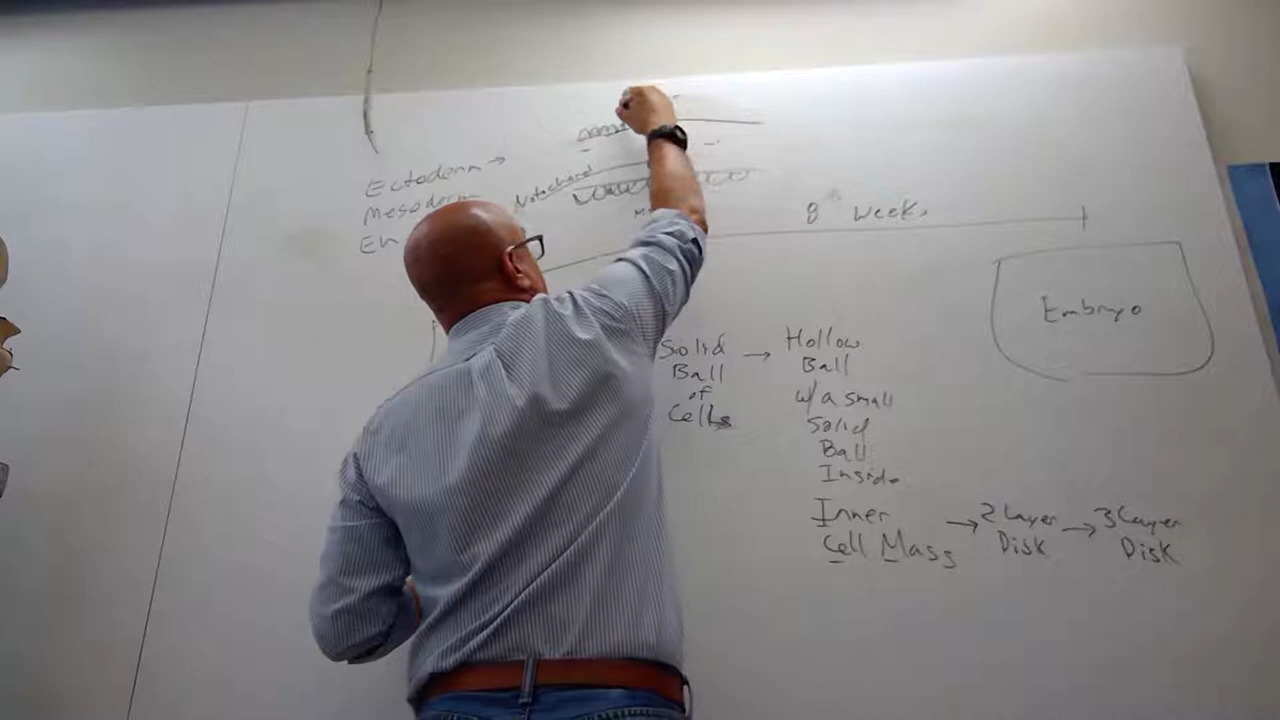 Ectoderm →
Mesoderm
En
Notochord
8 weeks
Embryo
Solid
Ball
of
Cells
→
Hollow
Ball
w/ a small
Solid
Ball
Inside
Inner
Cell Mass
→ 2 Layer
Disk
→ 3 Layer
Disk